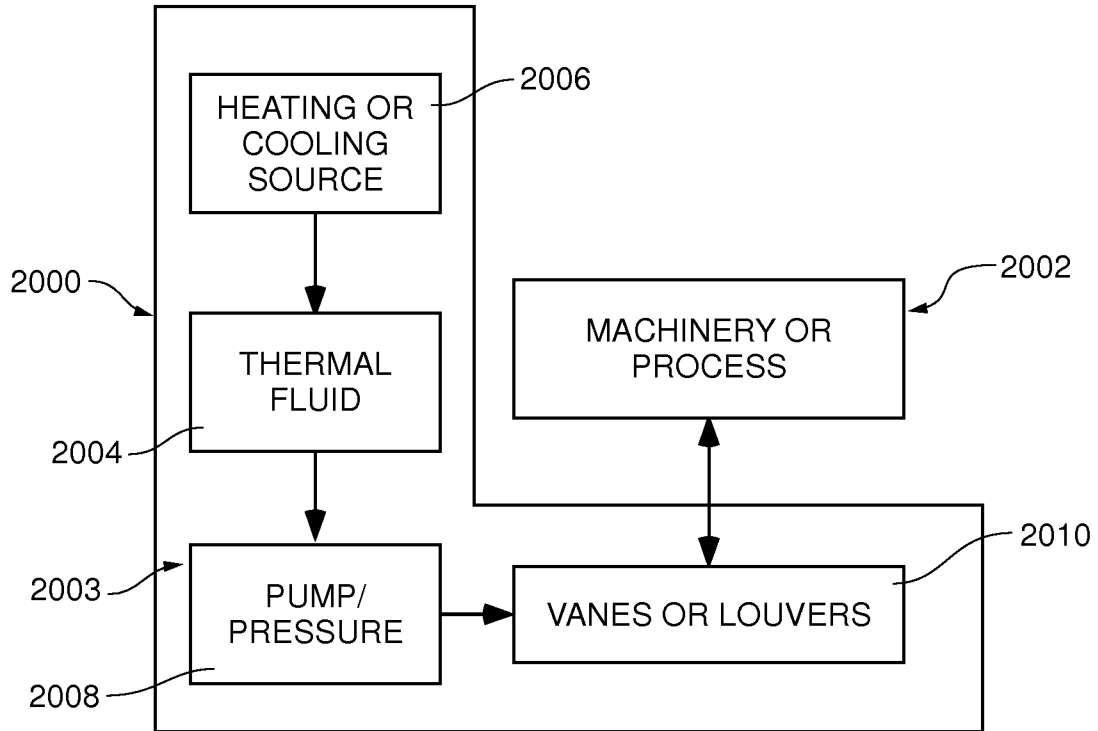 2006
HEATING OR
COOLING
SOURCE
2000
2002
MACHINERY OR
PROCESS
THERMAL
FLUID
2004
2010
2003
PUMP/
PRESSURE
VANES OR LOUVERS
2008